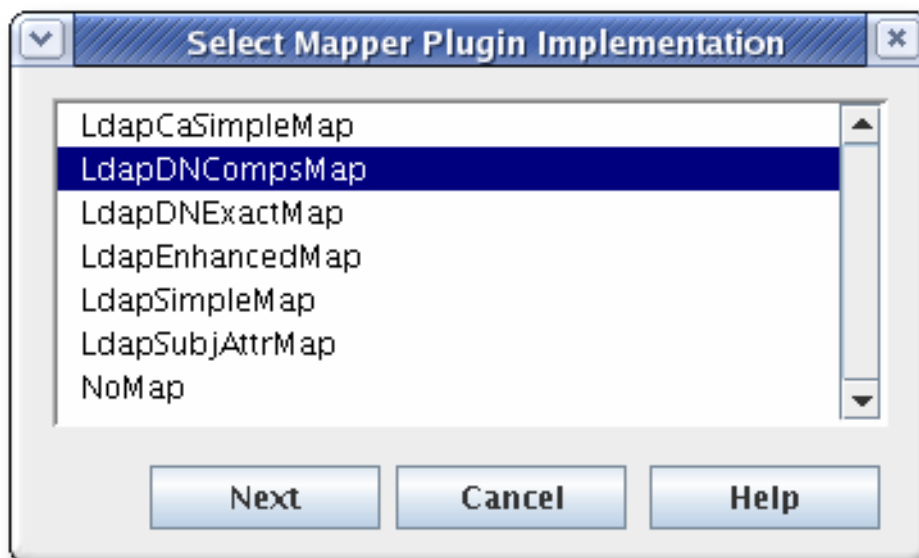 Select Mapper Plugin Implementation
LdapCaSimpleMap
LdapDNCompsMap
LdapDNExactMap
LdapEnhancedMap
LdapSimpleMap
LdapSubjAttrMap
NoMap
Next Cancel Help